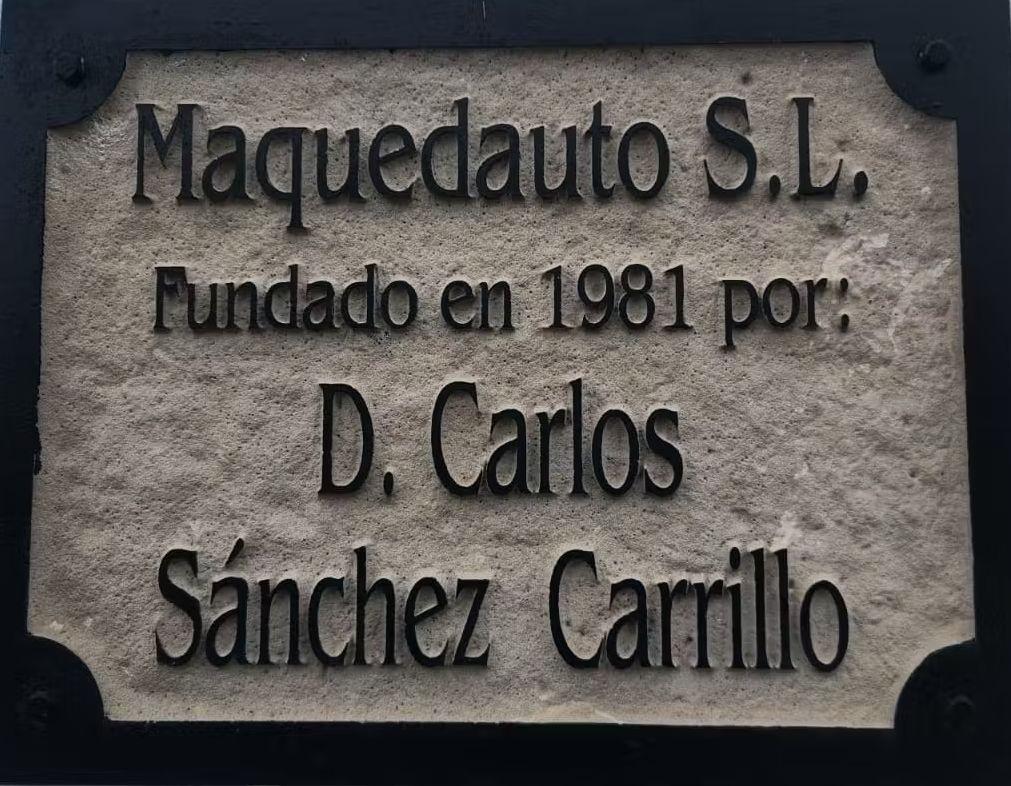 Maquedauto S.L.
Fundado en 1981 por:
D. Carlos
Sánchez Carrillo